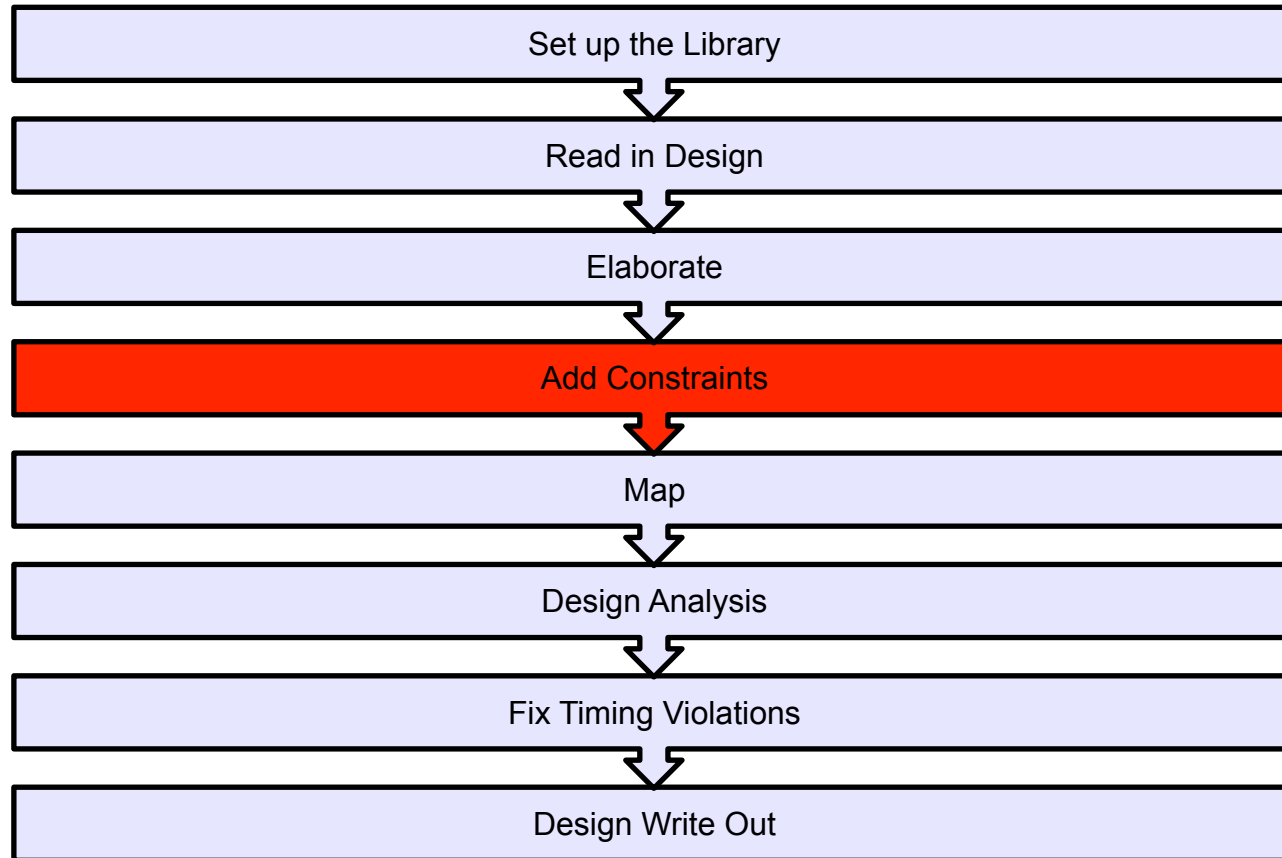 Set up the Library
Read in Design
Elaborate
Add Constraints
Map
Design Analysis
Fix Timing Violations
Design Write Out